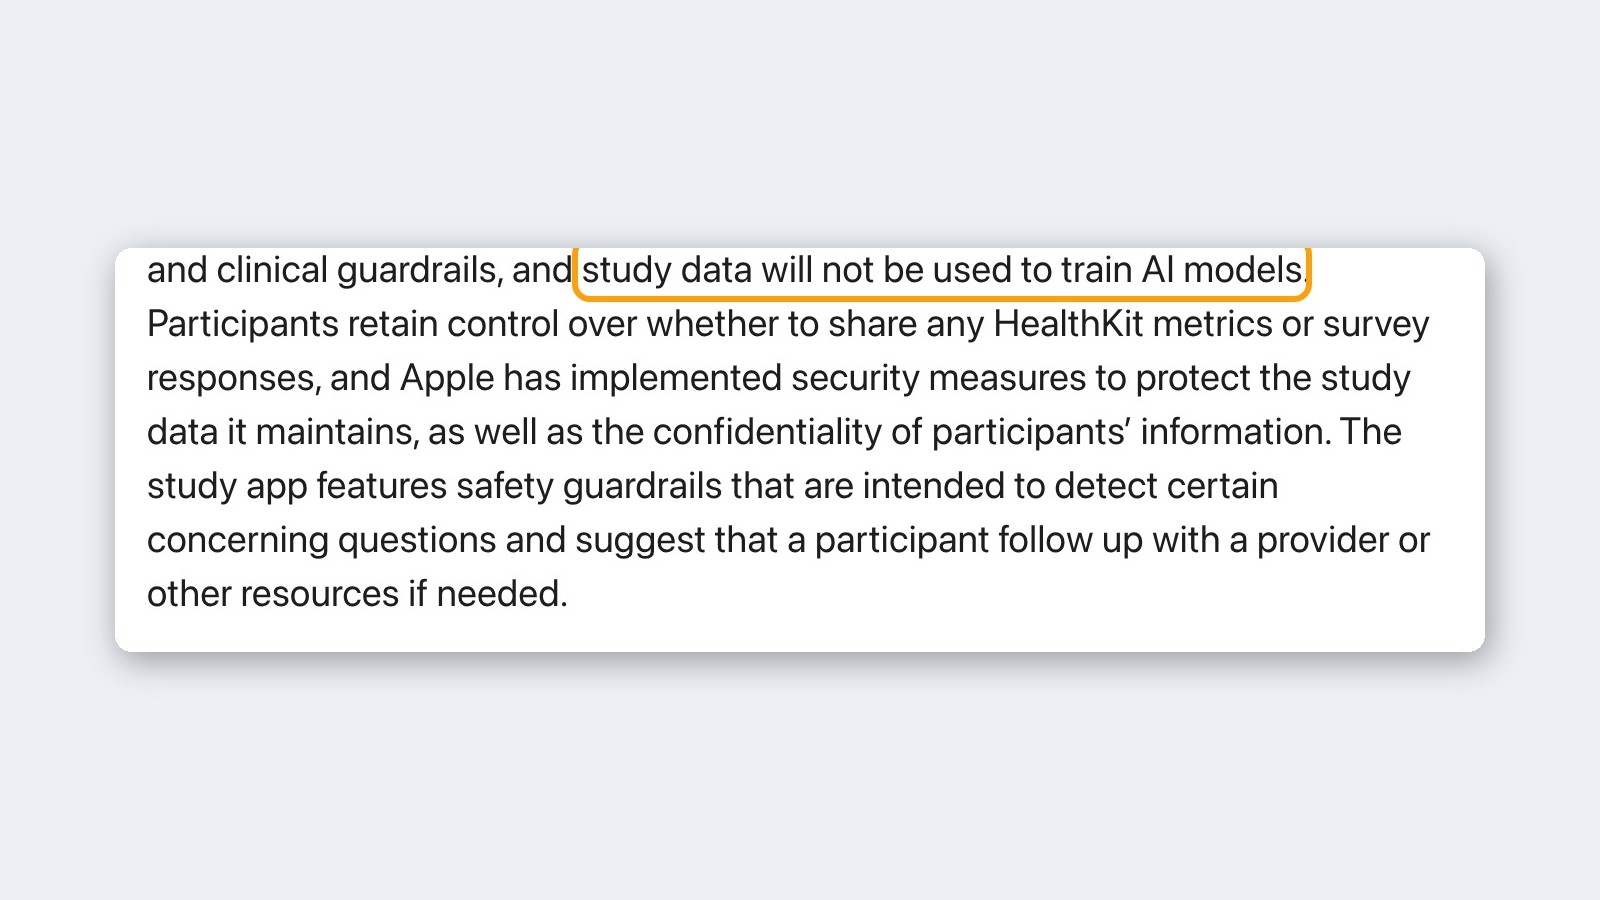 and clinical guardrails, and study data will not be used to train AI models.
Participants retain control over whether to share any HealthKit metrics or survey
responses, and Apple has implemented security measures to protect the study
data it maintains, as well as the confidentiality of participants’ information. The
study app features safety guardrails that are intended to detect certain
concerning questions and suggest that a participant follow up with a provider or
other resources if needed.